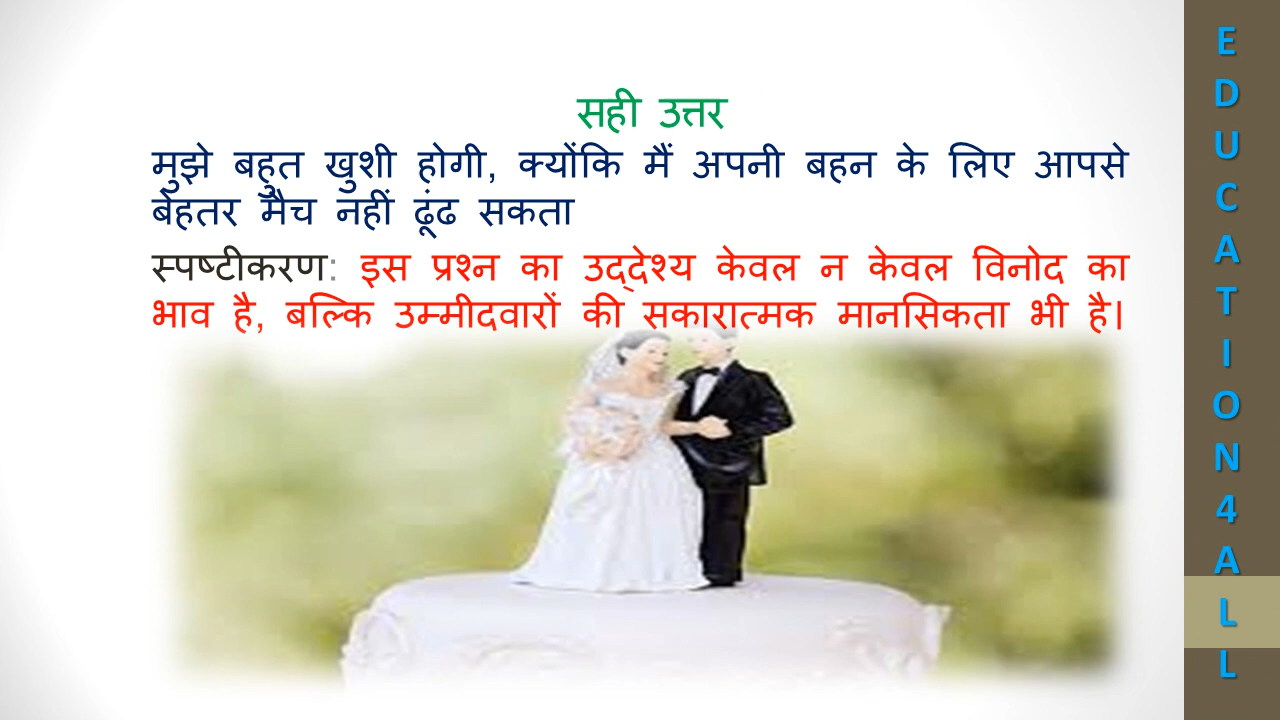 सही उत्तर
मुझे बहुत खुशी होगी, क्योंकि मैं अपनी बहन के लिए आपसे
बेहतर मैच नहीं ढूंढ सकता
स्पष्टीकरण: इस प्रश्न का उद्देश्य केवल न केवल विनोद का
भाव है, बल्कि उम्मीदवारों की सकारात्मक मानसिकता भी है।
EDUCATION4ALL